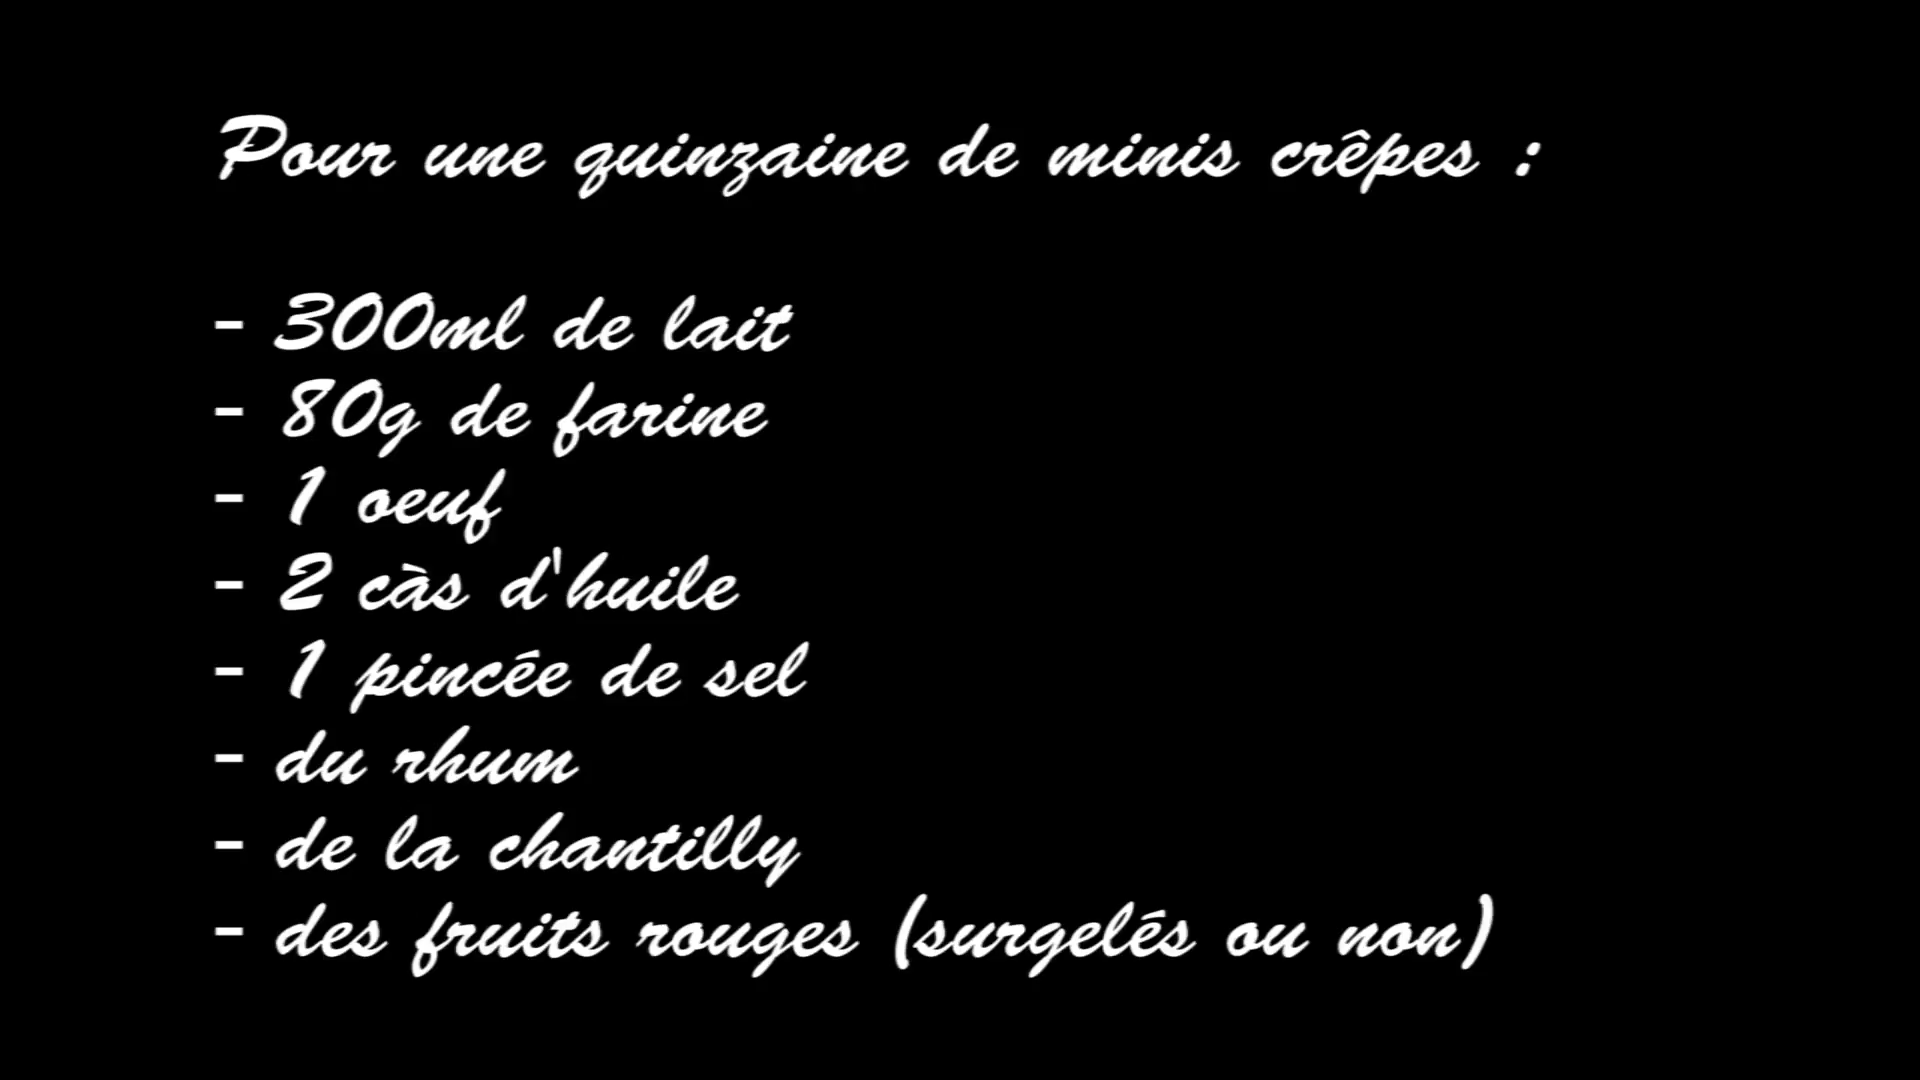 Pour une quinzaine de minis crêpes :
- 300ml de lait
- 80g de farine
- 1 oeuf
- 2 càs d'huile
- 1 pincée de sel
- du rhum
- de la chantilly
- des fruits rouges (surgelés ou non)